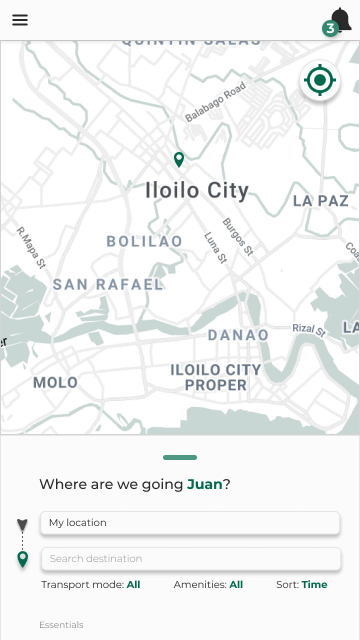 3
QUINTIN SALAS
Balabago Road
Iloilo City
LA PAZ
R.Mapa St
BOLILAO
Luna St
Burgos St
SAN RAFAEL
DANAO
Rizal St
LA
er
MOLO
ILOILO CITY
PROPER
Where are we going Juan?
My location
Search destination
Transport mode: All Amenities: All Sort: Time
Essentials